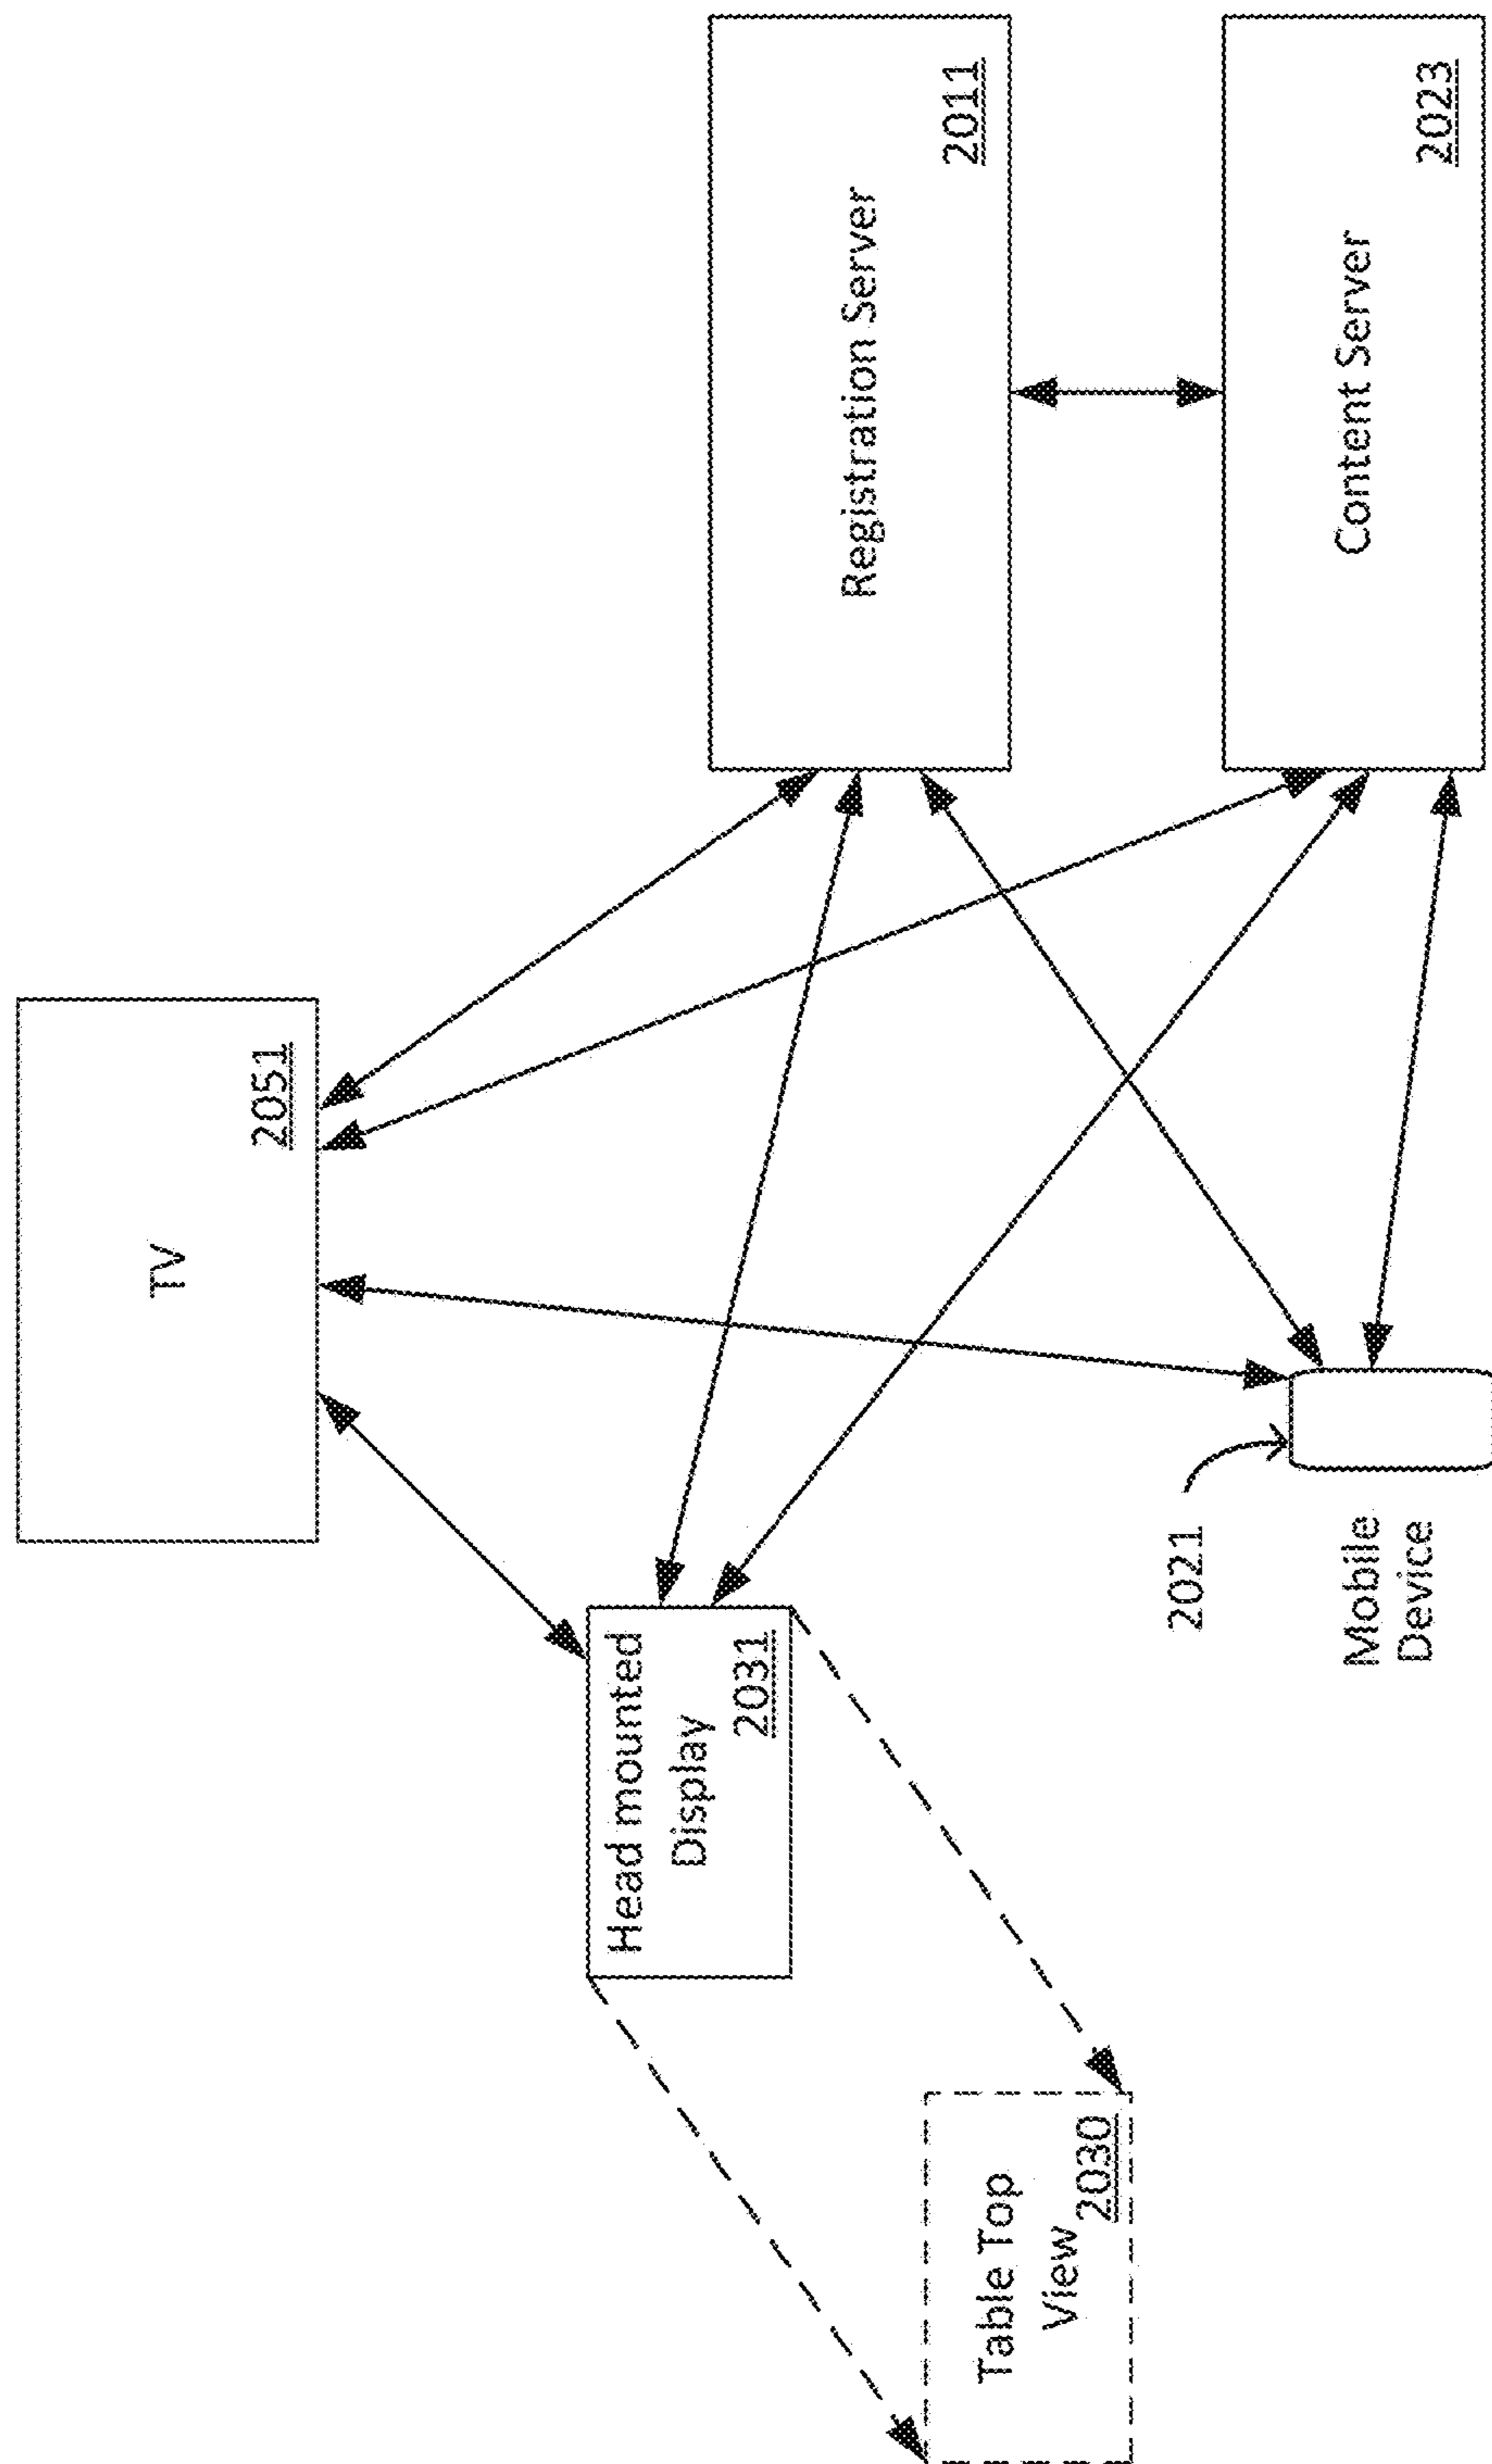 TV
2051
Head mounted
Display
2031
Registration Server
2011
Table Top
View
2030
2021
Mobile
Device
Content Server
2023